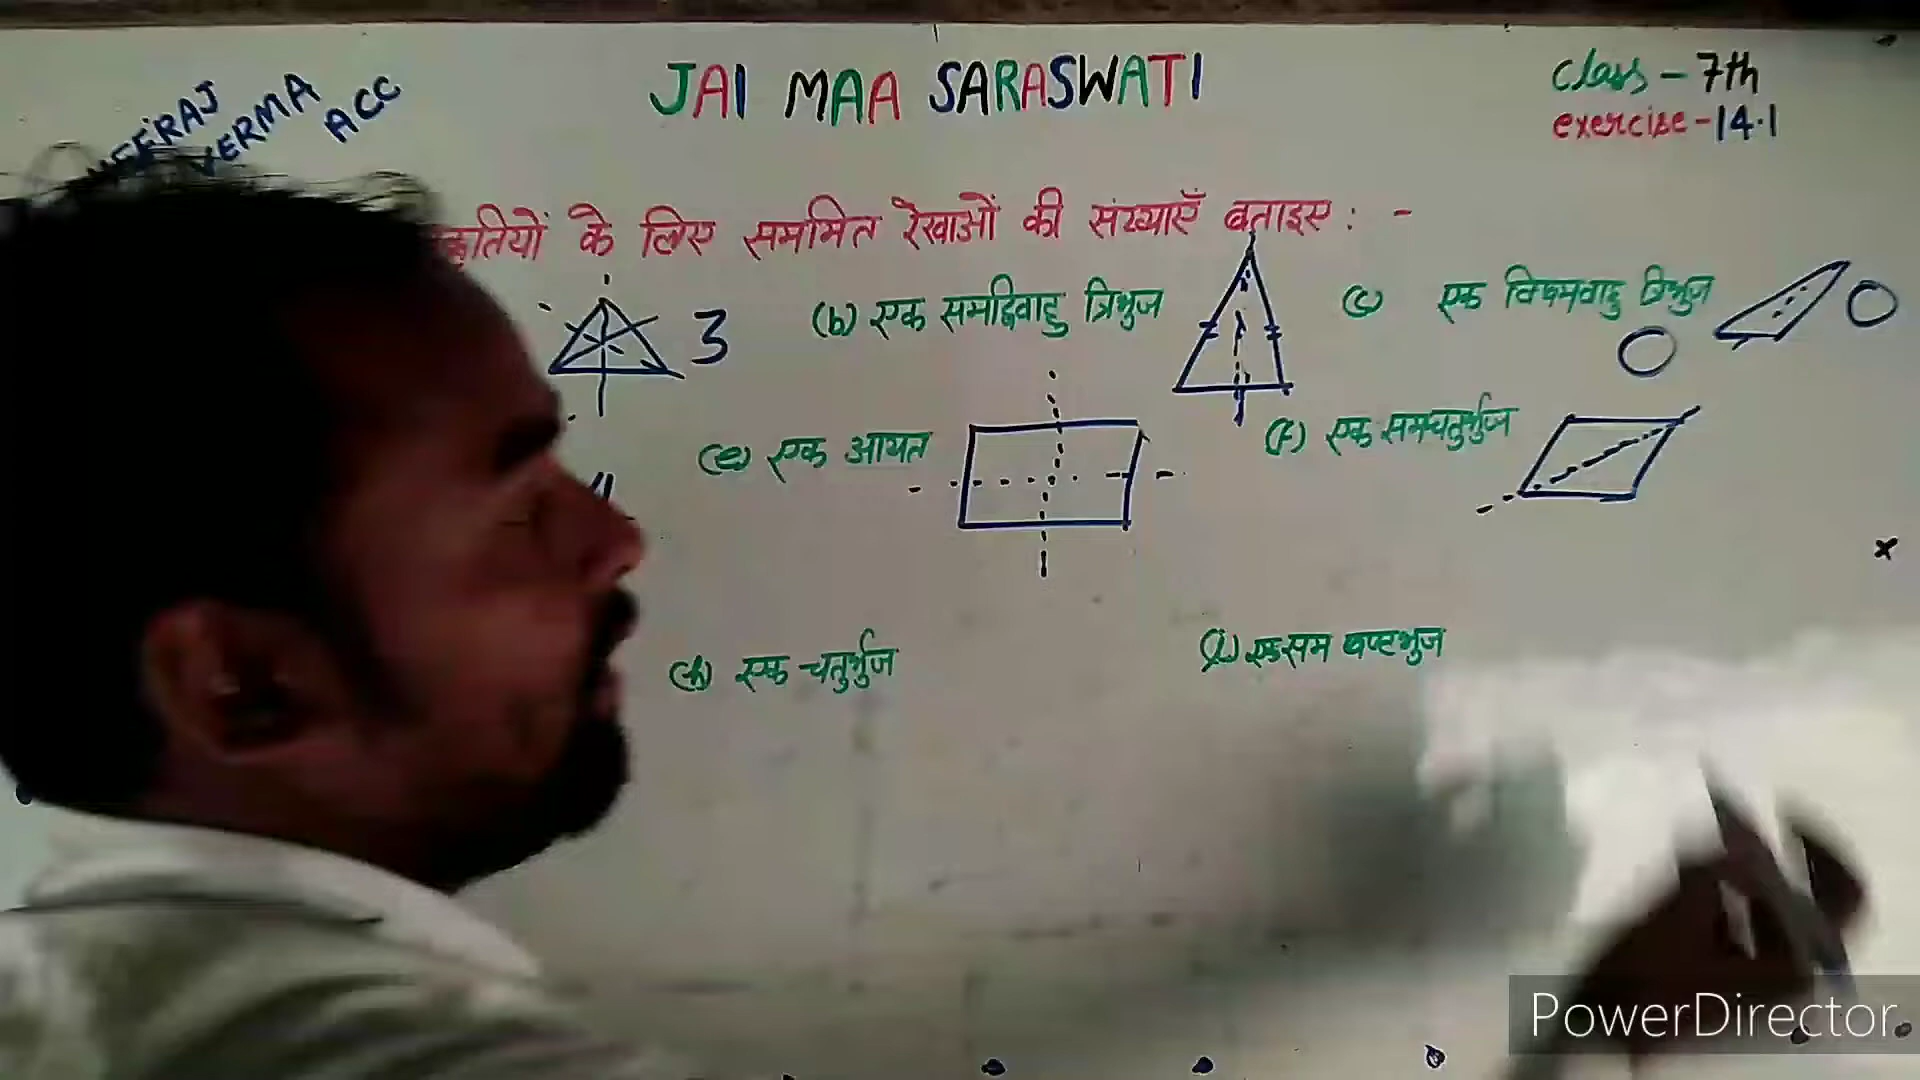 JAI MAA SARASWATI
VERMA
ACC
class - 7th
exercise - 14.1
के लिए सममित रेखाओं की संख्याएँ बताइए : -
3
(b) एक समद्विबाहु त्रिभुज
(c) एक विषमबाहु त्रिभुज
(e) एक आयत
(f) एक समचतुर्भुज
(h) एक चतुर्भुज
(i) एक सम षष्टभुज
PowerDirector